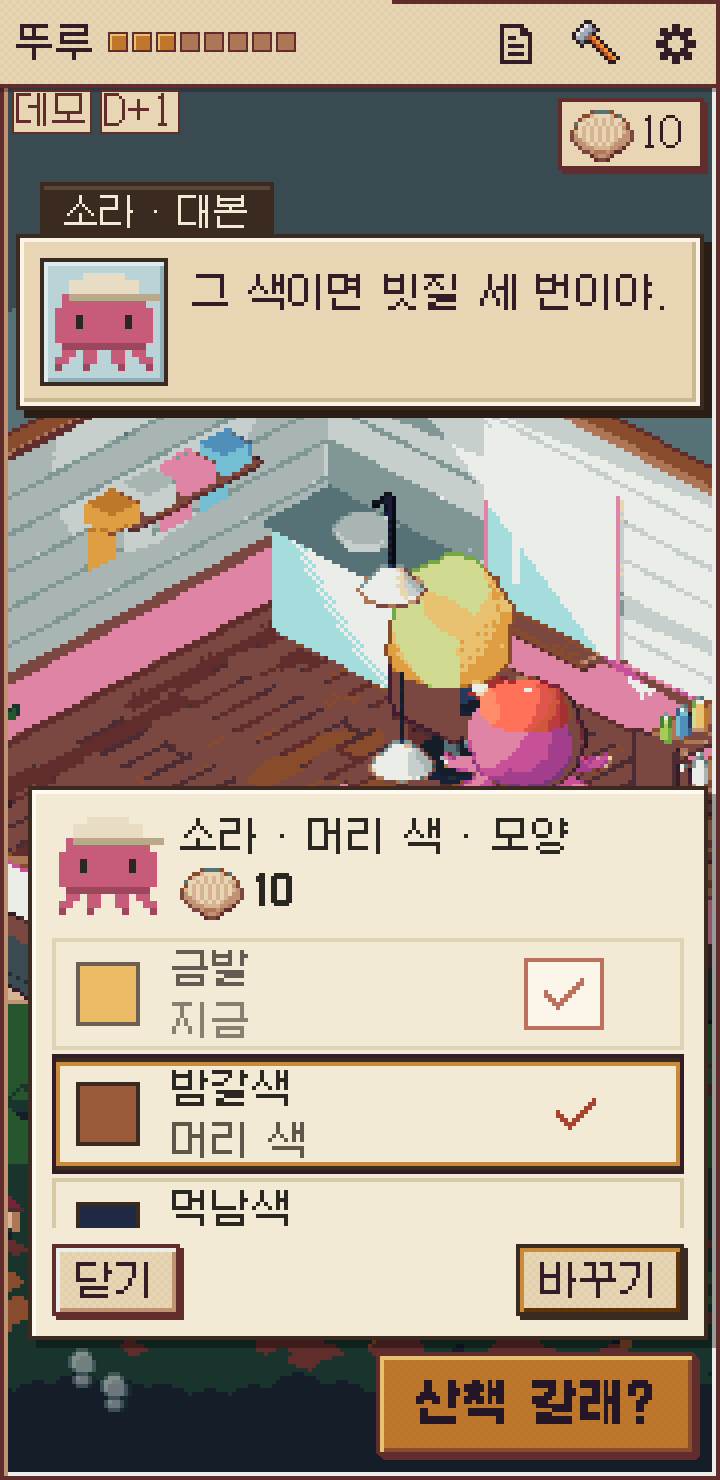 뚜루
데모 D+1
10
소라 · 대본
그 색이면 빗질 세 번이야.
소라 · 머리 색 · 모양
10
금발
지금
밤갈색
머리 색
먹남색
닫기
바꾸기
산책 갈래?